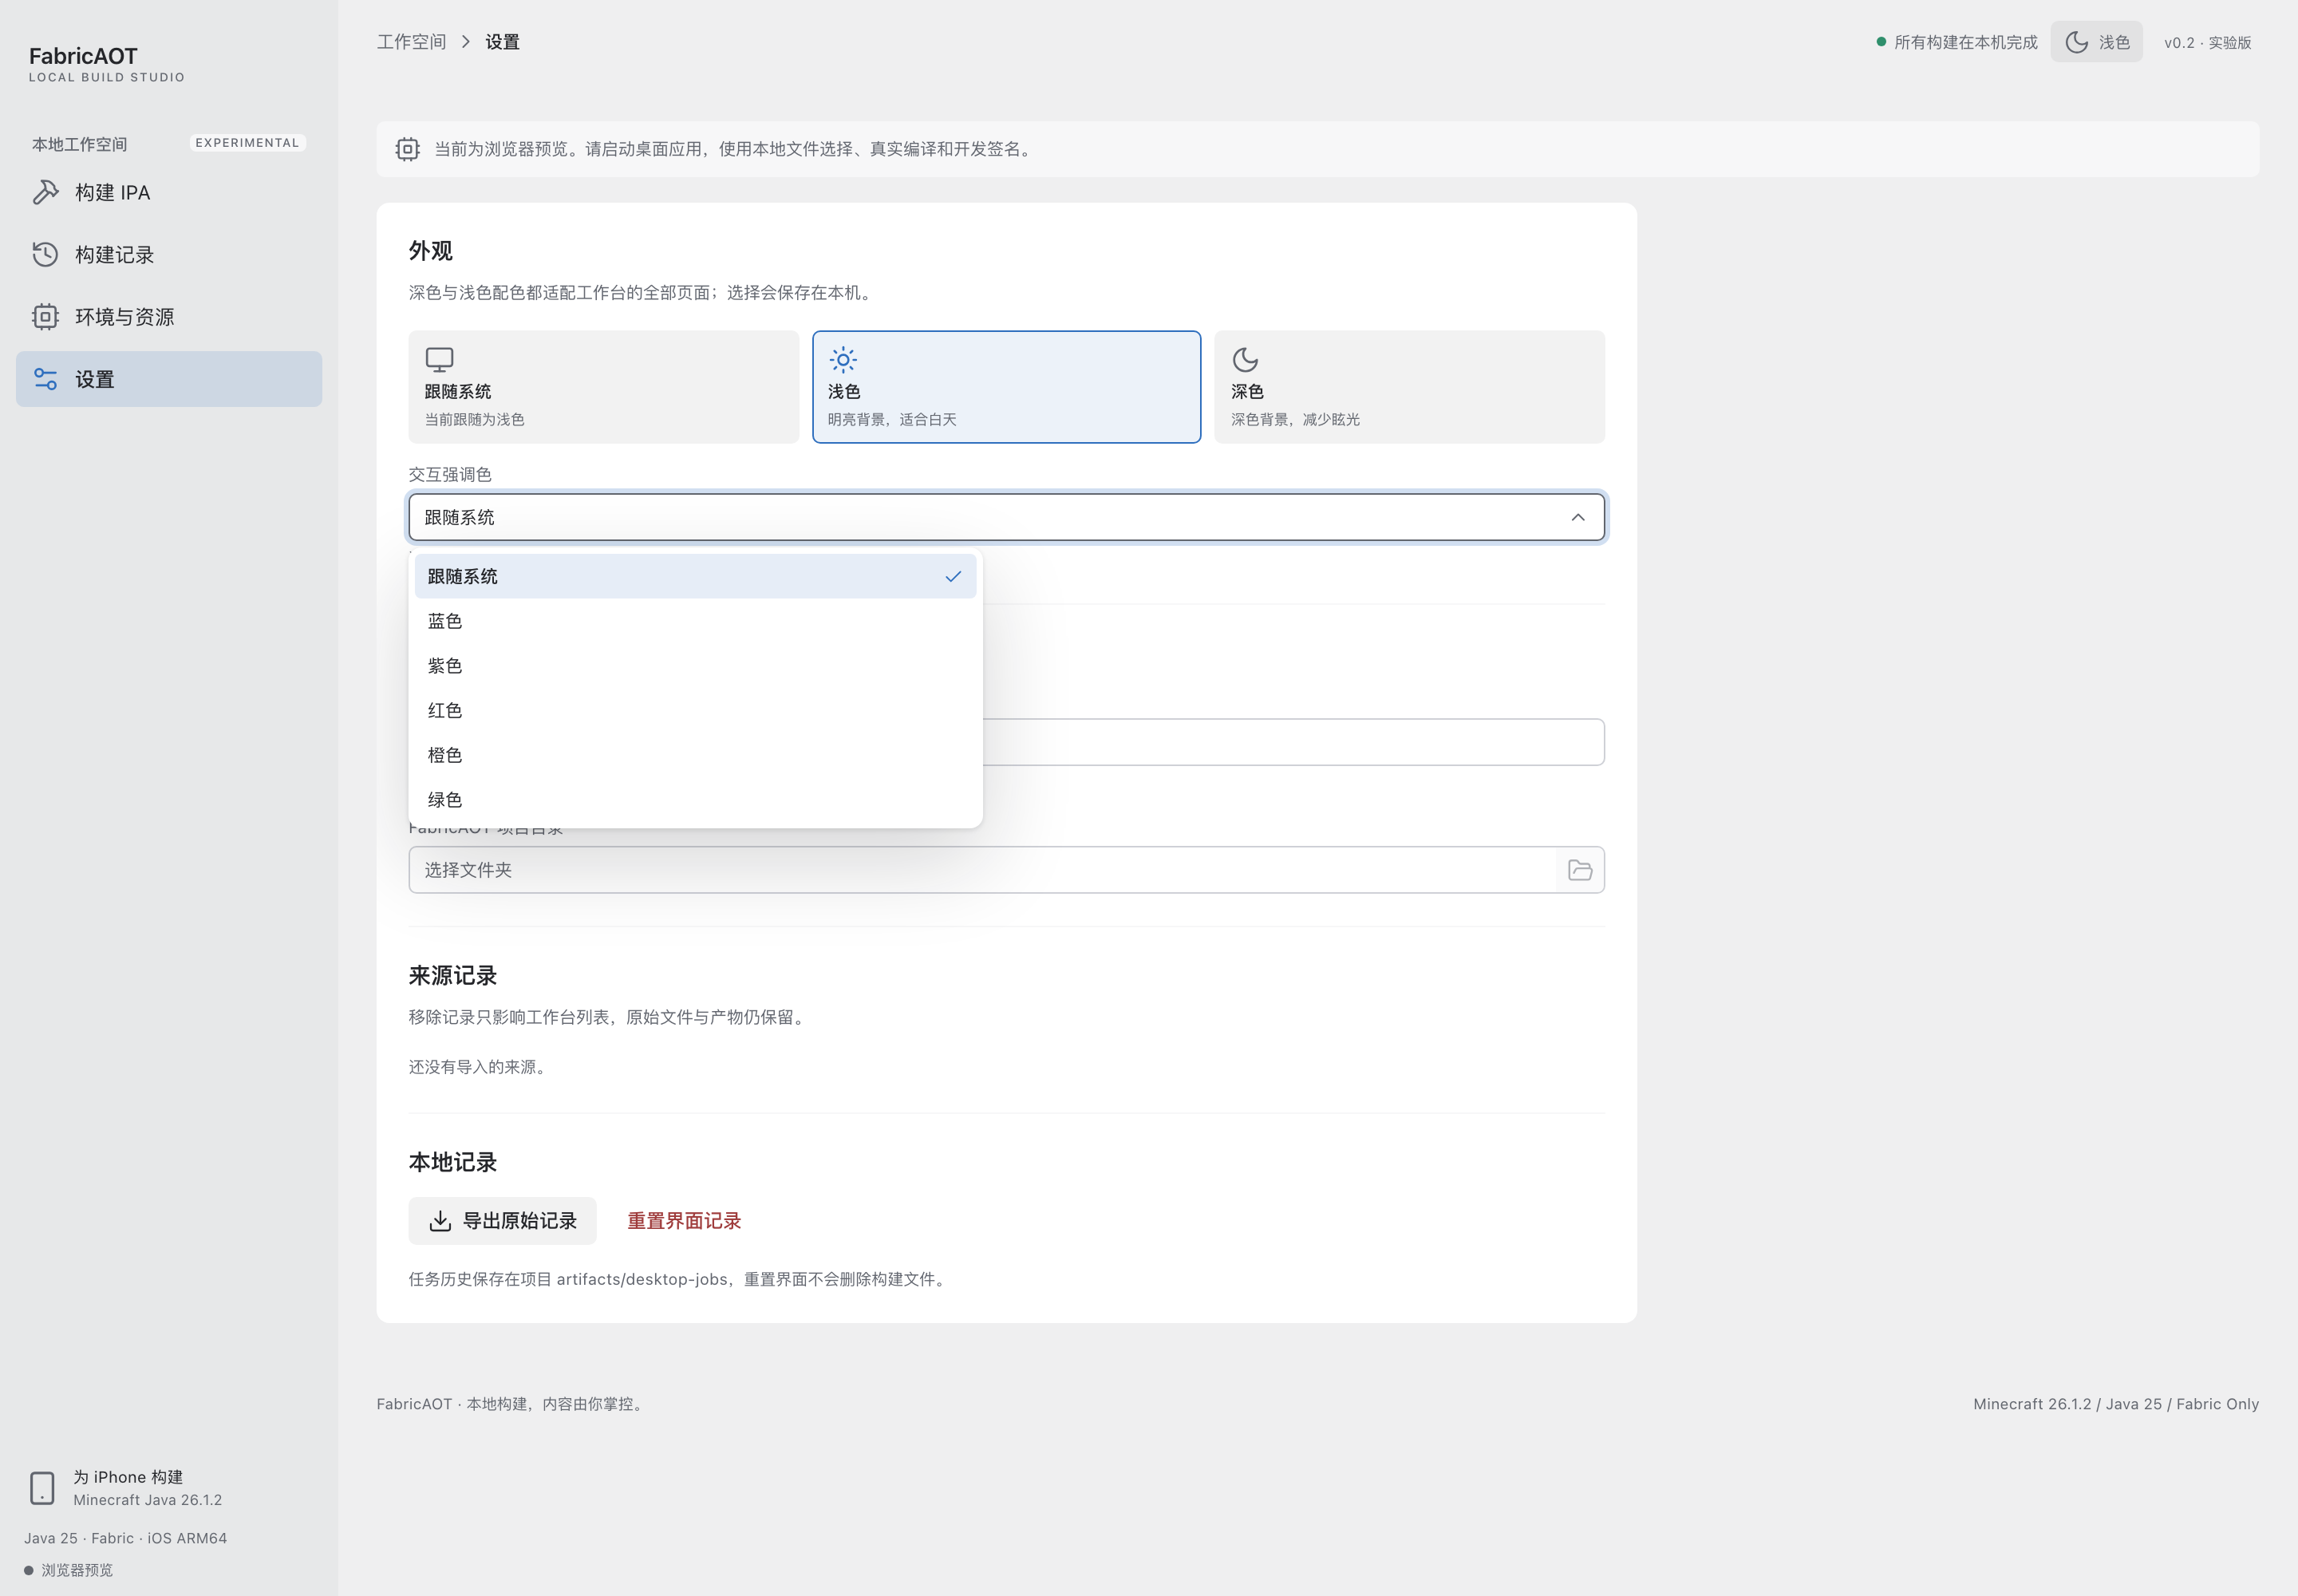 FabricAOT
LOCAL BUILD STUDIO
本地工作空间
EXPERIMENTAL
构建 IPA
构建记录
环境与资源
设置
为 iPhone 构建
Minecraft Java 26.1.2
Java 25 · Fabric · iOS ARM64
浏览器预览
工作空间
设置
所有构建在本机完成
浅色
v0.2 · 实验版
当前为浏览器预览。请启动桌面应用，使用本地文件选择、真实编译和开发签名。
外观
深色与浅色配色都适配工作台的全部页面；选择会保存在本机。
跟随系统
当前跟随为浅色
浅色
明亮背景，适合白天
深色
深色背景，减少眩光
交互强调色
跟随系统
跟随系统
蓝色
紫色
红色
橙色
绿色
FabricAOT 项目目录
选择文件夹
来源记录
移除记录只影响工作台列表，原始文件与产物仍保留。
还没有导入的来源。
本地记录
导出原始记录
重置界面记录
任务历史保存在项目 artifacts/desktop-jobs，重置界面不会删除构建文件。
FabricAOT · 本地构建，内容由你掌控。
Minecraft 26.1.2 / Java 25 / Fabric Only